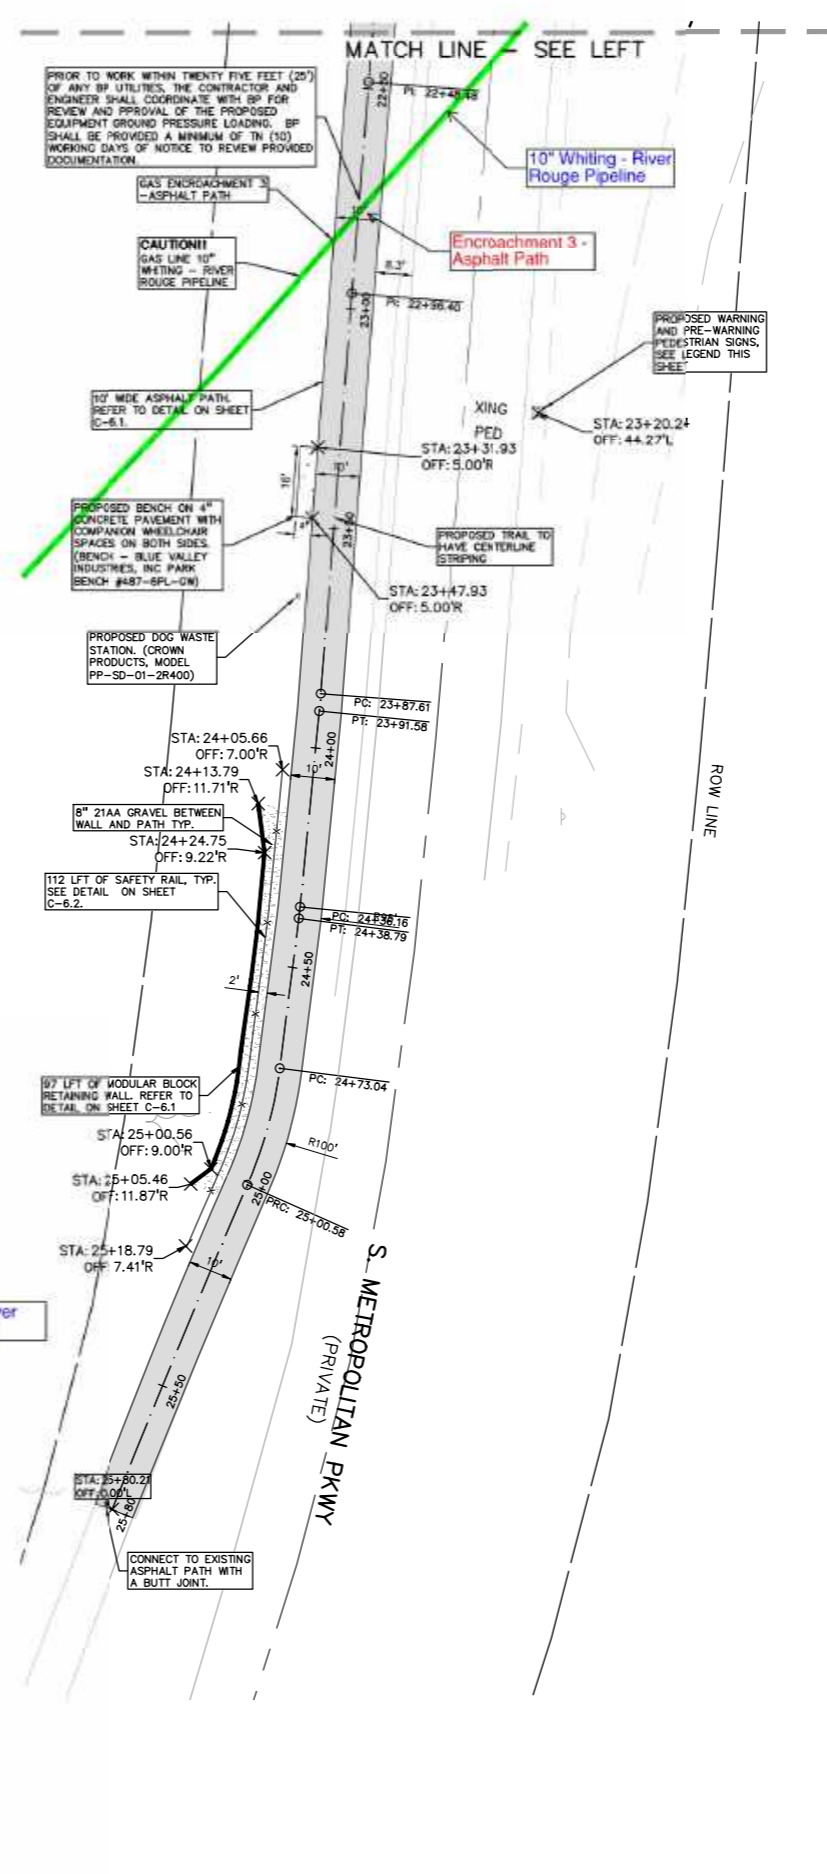 MATCH LINE - SEE LEFT
PRIOR TO WORK WITHIN TWENTY FIVE FEET (25')
OF ANY BP UTILITIES, THE CONTRACTOR AND
ENGINEER SHALL COORDINATE WITH BP FOR
REVIEW AND PPROVAL OF THE PROPOSED
EQUIPMENT GROUND PRESSURE LOADING. BP
SHALL BE PROVIDED A MINIMUM OF TN (10)
WORKING DAYS OF NOTICE TO REVIEW PROVIDED
DOCUMENTATION.
22+50
PI: 22+48.48
10" Whiting - River
Rouge Pipeline
GAS ENCROACHMENT 3
-ASPHALT PATH
10'
Encroachment 3 -
Asphalt Path
CAUTION!!
GAS LINE 10"
WHITING - RIVER
ROUGE PIPELINE
8.3'
PI: 22+96.40
23+00
PROPOSED WARNING
AND PRE-WARNING
PEDESTRIAN SIGNS,
SEE LEGEND THIS
SHEET
10' WIDE ASPHALT PATH.
REFER TO DETAIL ON SHEET
C-6.1.
XING
PED
STA: 23+20.24
OFF: 44.27'L
STA: 23+31.93
OFF: 5.00'R
10'
16'
PROPOSED BENCH ON 4"
CONCRETE PAVEMENT WITH
COMPANION WHEELCHAIR
SPACES ON BOTH SIDES.
(BENCH - BLUE VALLEY
INDUSTRIES, INC PARK
BENCH #487-6PL-GW)
4'
23+50
PROPOSED TRAIL TO
HAVE CENTERLINE
STRIPING
STA: 23+47.93
OFF: 5.00'R
PROPOSED DOG WASTE
STATION. (CROWN
PRODUCTS, MODEL
PP-SD-01-2R400)
PC: 23+87.61
PT: 23+91.58
STA: 24+05.66
OFF: 7.00'R
24+00
10'
STA: 24+13.79
OFF: 11.71'R
ROW LINE
8" 21AA GRAVEL BETWEEN
WALL AND PATH TYP.
STA: 24+24.75
OFF: 9.22'R
112 LFT OF SAFETY RAIL, TYP.
SEE DETAIL ON SHEET
C-6.2.
PC: 24+36.16
PT: 24+38.79
24+50
2'
PC: 24+73.04
97 LFT OF MODULAR BLOCK
RETAINING WALL. REFER TO
DETAIL ON SHEET C-6.1
STA: 25+00.56
OFF: 9.00'R
R100'
STA: 25+05.46
OFF: 11.87'R
25+00
PRC: 25+00.58
STA: 25+18.79
OFF: 7.41'R
10'
S. METROPOLITAN PKWY
(PRIVATE)
er
25+50
STA: 25+80.21
OFF: 0.00'L
25+80
CONNECT TO EXISTING
ASPHALT PATH WITH
A BUTT JOINT.